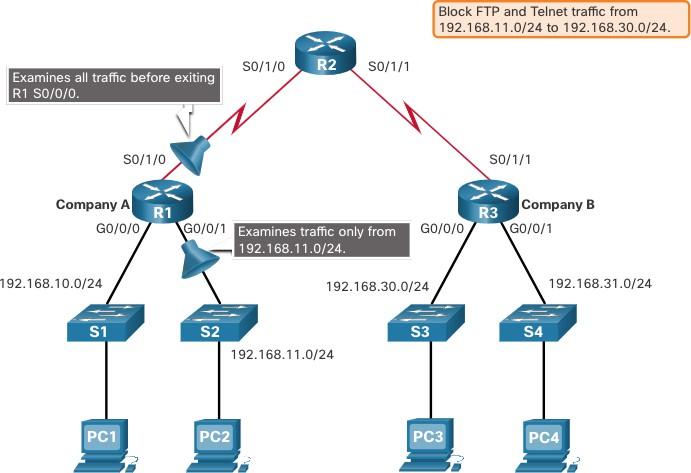 Block FTP and Telnet traffic from
192.168.11.0/24 to 192.168.30.0/24.
R2
S0/1/0
S0/1/1
Examines all traffic before exiting
R1 S0/0/0.
S0/1/0
S0/1/1
Company A
R1
R3
Company B
G0/0/0
G0/0/1
G0/0/0
G0/0/1
Examines traffic only from
192.168.11.0/24.
192.168.10.0/24
192.168.30.0/24
192.168.31.0/24
S1
S2
S3
S4
192.168.11.0/24
PC1
PC2
PC3
PC4